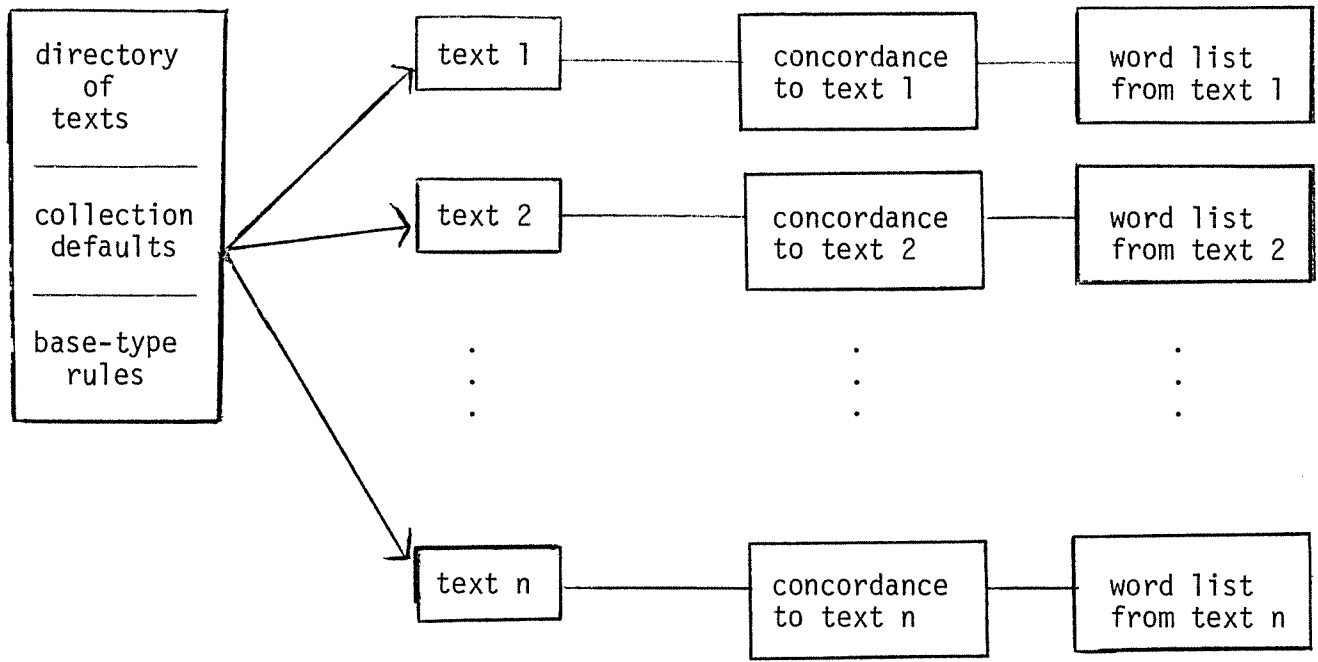 directory
of
texts
collection
defaults
base-type
rules
text 1
concordance
to text 1
word list
from text 1
text 2
concordance
to text 2
word list
from text 2
text n
concordance
to text n
word list
from text n